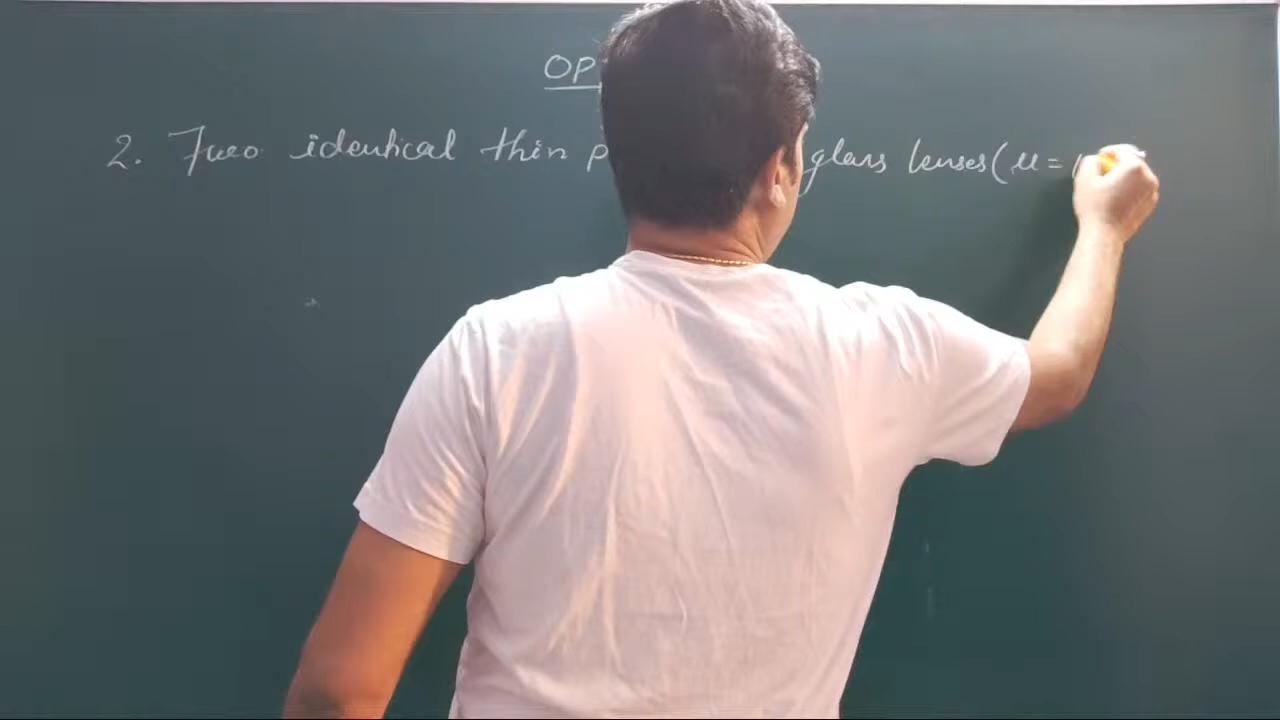 OP
2. Two identical thin p glass lenses (μ =